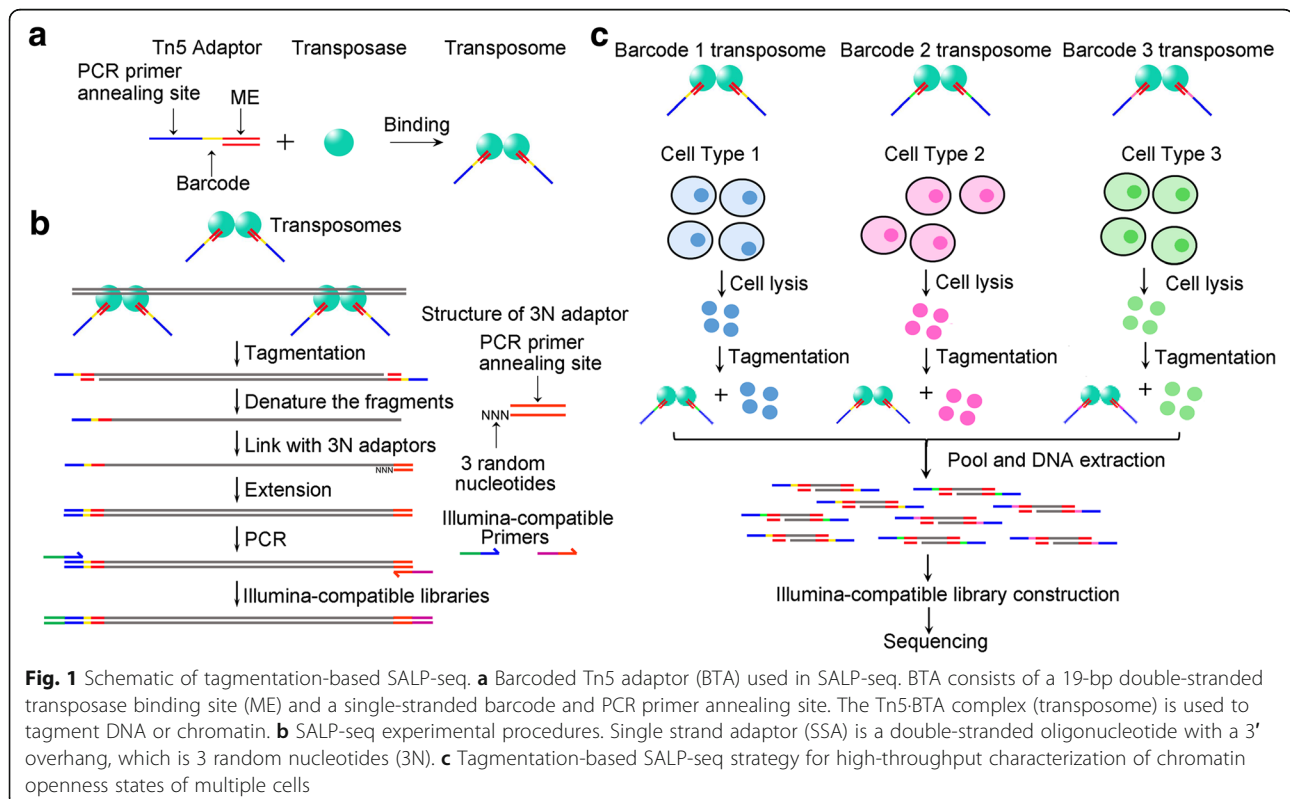 a
Tn5 Adaptor
Transposase
Transposome
PCR primer
annealing site
ME
+
Binding
Barcode
b
Transposomes
Tagmentation
Denature the fragments
Link with 3N adaptors
NNN
Extension
PCR
Illumina-compatible libraries
Structure of 3N adaptor
PCR primer
annealing site
NNN
3 random
nucleotides
Illumina-compatible
Primers
c
Barcode 1 transposome
Barcode 2 transposome
Barcode 3 transposome
Cell Type 1
Cell Type 2
Cell Type 3
Cell lysis
Cell lysis
Cell lysis
Tagmentation
Tagmentation
Tagmentation
+
+
+
Pool and DNA extraction
Illumina-compatible library construction
Sequencing
Fig. 1 Schematic of tagmentation-based SALP-seq. a Barcoded Tn5 adaptor (BTA) used in SALP-seq. BTA consists of a 19-bp double-stranded
transposase binding site (ME) and a single-stranded barcode and PCR primer annealing site. The Tn5·BTA complex (transposome) is used to
tagment DNA or chromatin. b SALP-seq experimental procedures. Single strand adaptor (SSA) is a double-stranded oligonucleotide with a 3′
overhang, which is 3 random nucleotides (3N). c Tagmentation-based SALP-seq strategy for high-throughput characterization of chromatin
openness states of multiple cells